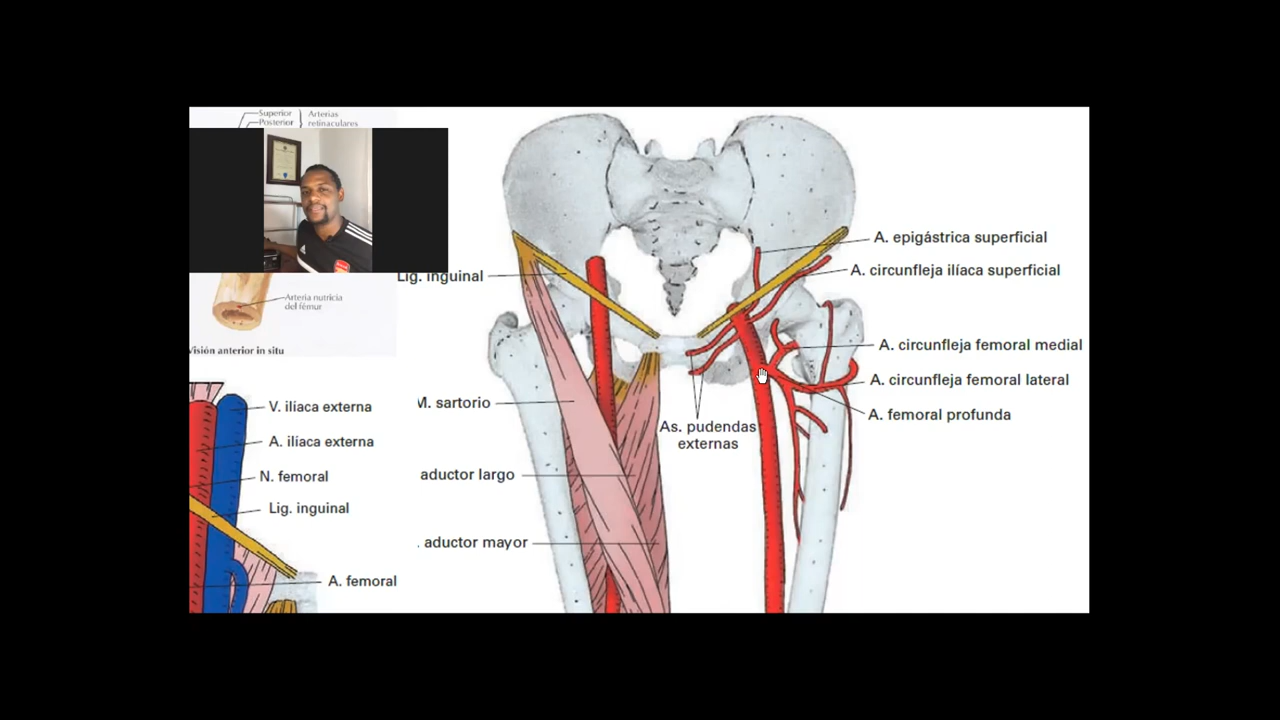 Superior
Posterior
Arterias
retinaculares
Lig. inguinal
Arteria nutricia
del fémur
Visión anterior in situ
V. iliaca externa
A. iliaca externa
N. femoral
Lig. inguinal
A. femoral
M. sartorio
aductor largo
. aductor mayor
As. pudendas
externas
A. epigástrica superficial
A. circunfleja ilíaca superficial
A. circunfleja femoral medial
A. circunfleja femoral lateral
A. femoral profunda